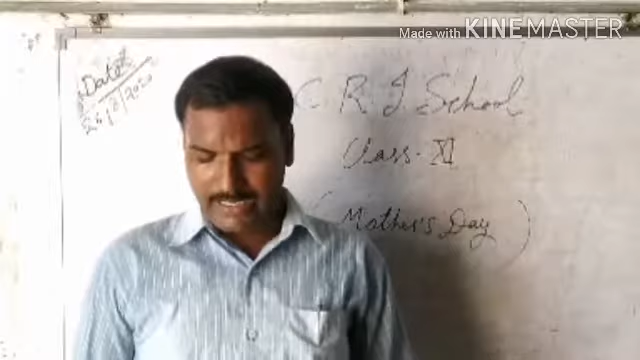 Made with KINEMASTER
Date
C R J School
Class - XI
(Mother's Day)